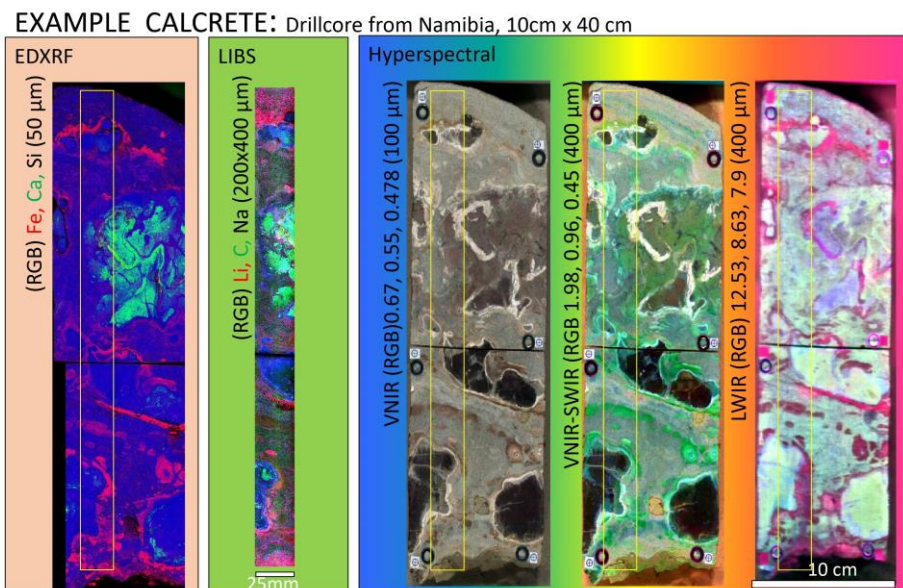 EXAMPLE CALCRETE: Drillcore from Namibia, 10cm x 40 cm
EDXRF
(RGB) Fe, Ca, Si (50 µm)
LIBS
(RGB) Li, C, Na (200x400 µm)
25mm
Hyperspectral
VNIR (RGB)0.67, 0.55, 0.478 (100 µm)
VNIR-SWIR (RGB 1.98, 0.96, 0.45 (400 µm)
LWIR (RGB) 12.53, 8.63, 7.9 (400 µm)
10 cm